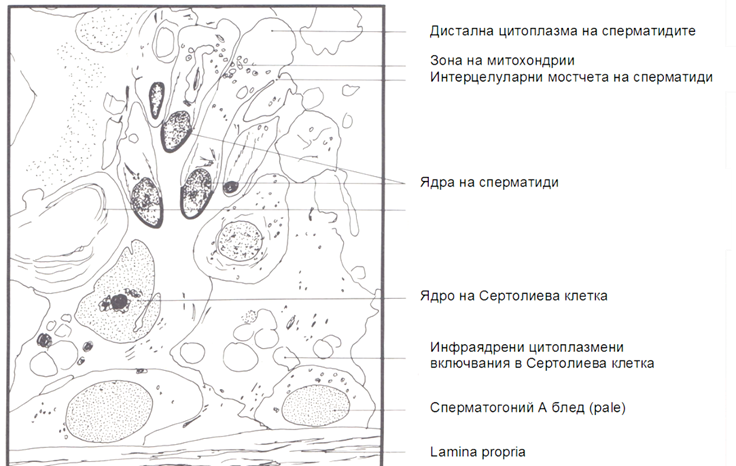 Дистална цитоплазма на сперматидите
Зона на митохондрии
Интерцелуларни мостчета на сперматиди
Ядра на сперматиди
Ядро на Сертолиева клетка
Инфраядрени цитоплазмени
включвания в Сертолиева клетка
Сперматогоний А блед (pale)
Lamina propria